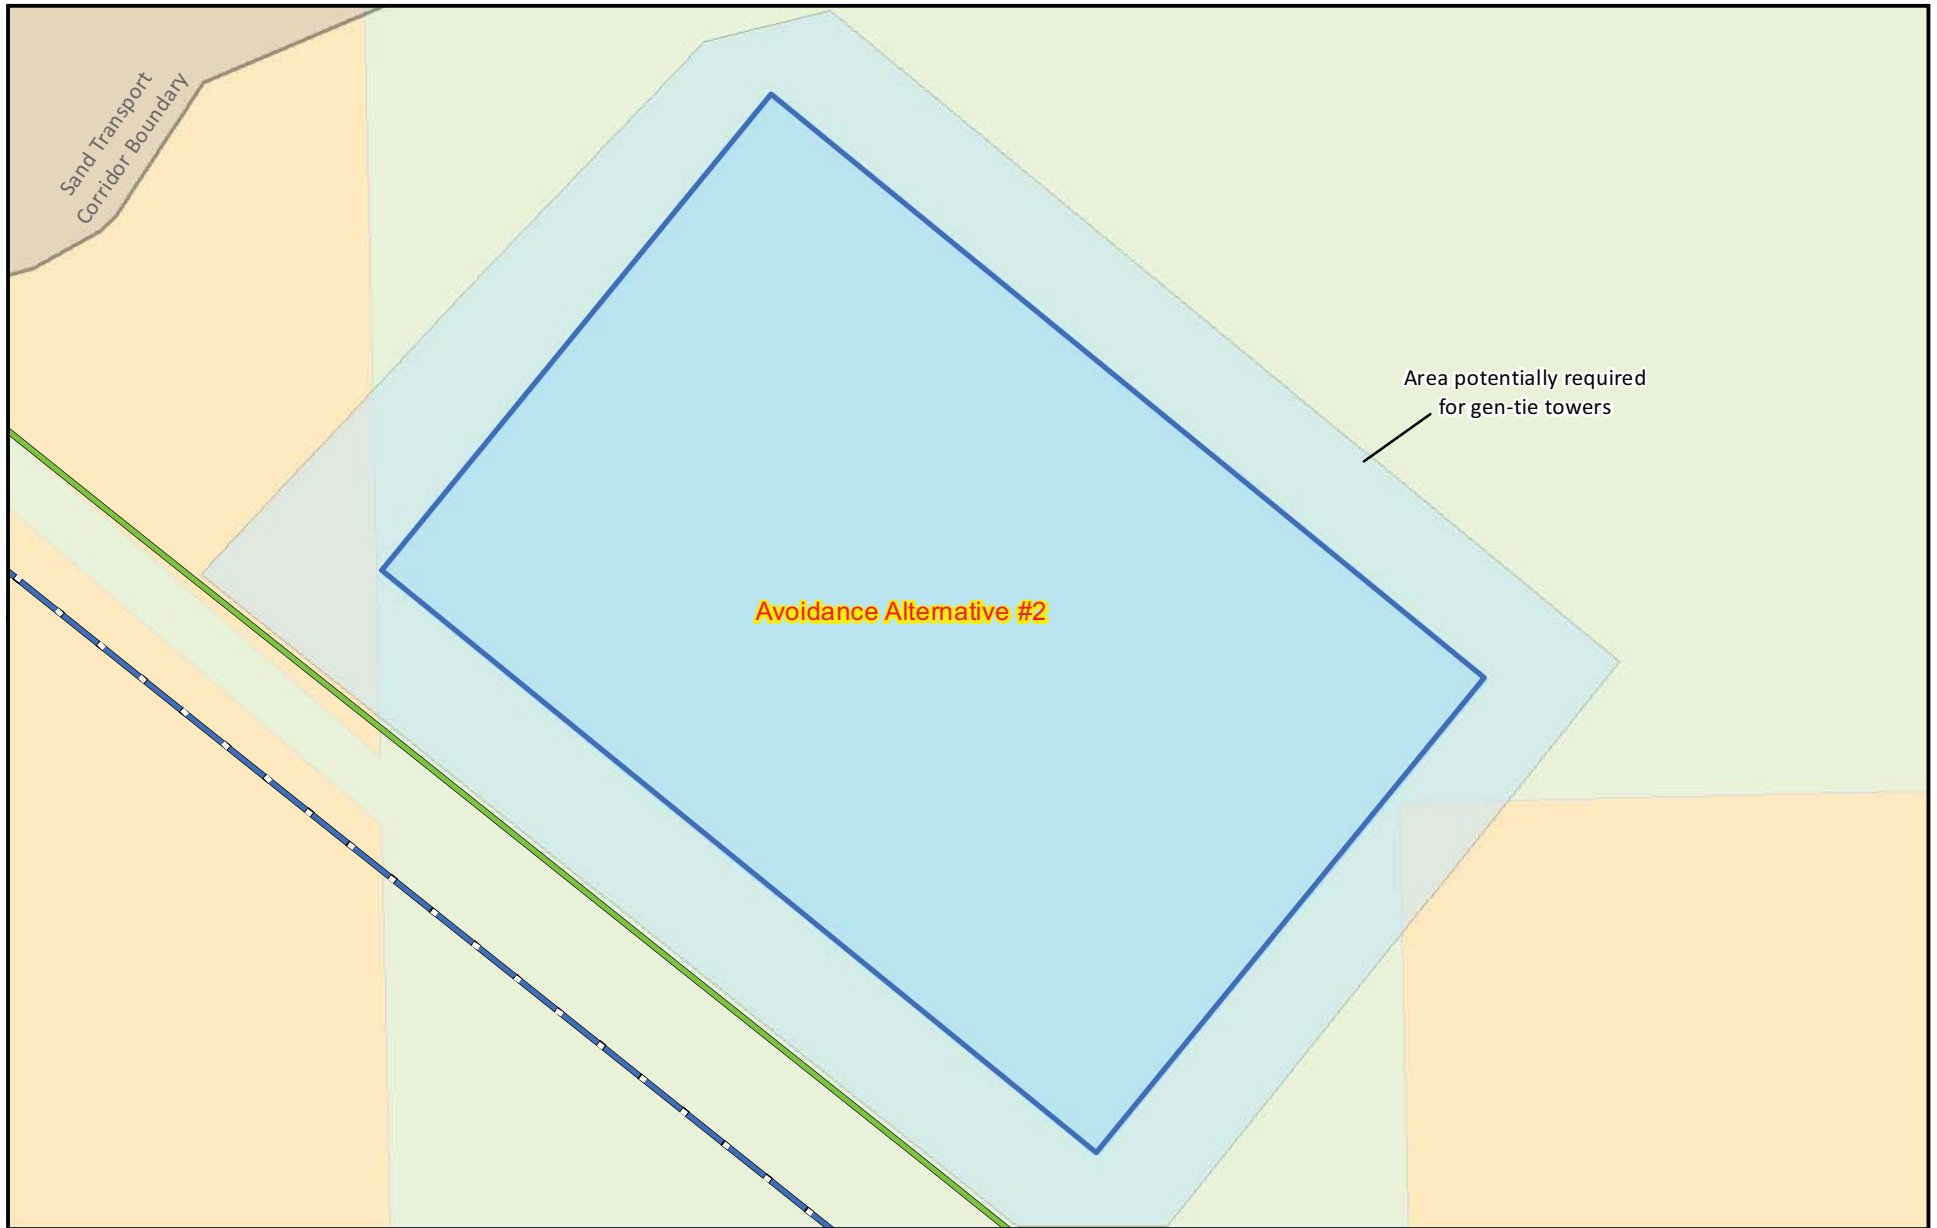 Sand Transport
Corridor Boundary
Area potentially required
for gen-tie towers
Avoidance Alternative #2